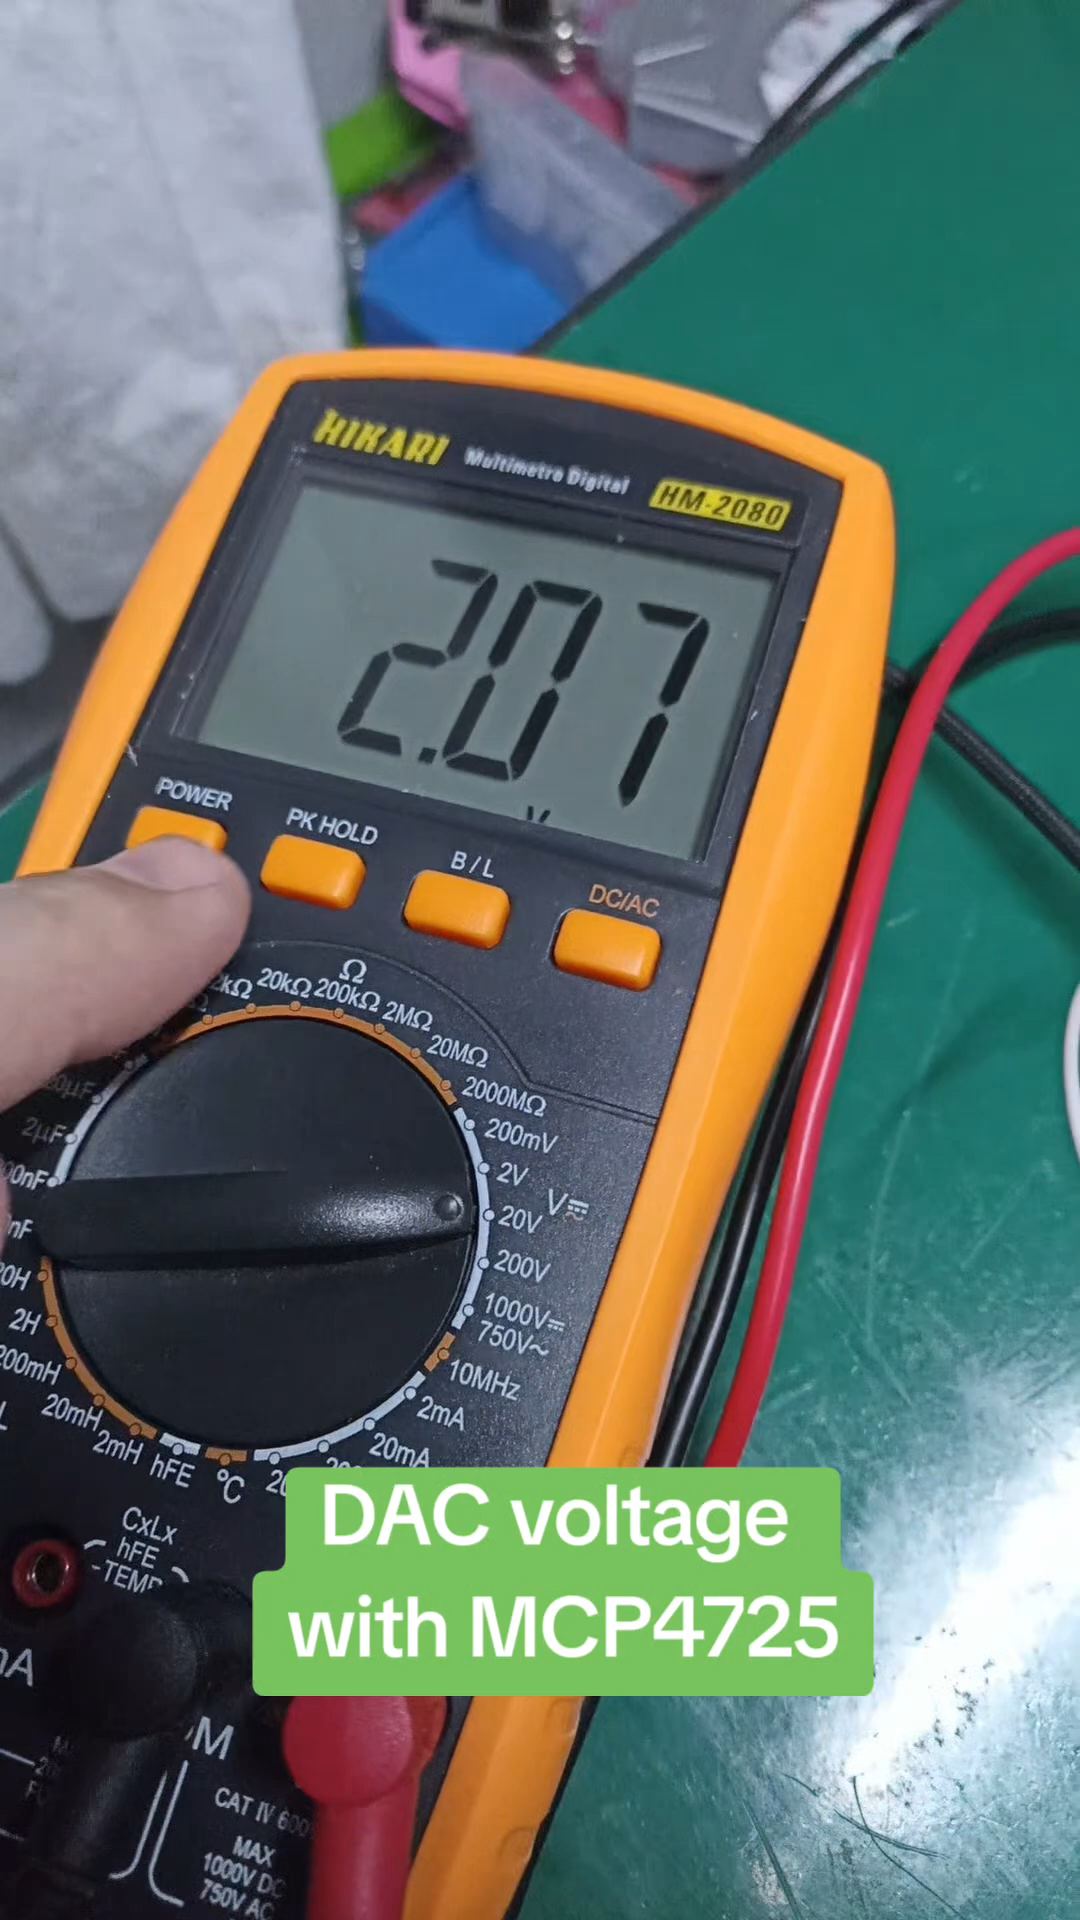 HIKARI Multimetro Digital HM-2080
2.07
V
POWER
PK HOLD
B/L
DC/AC
Ω
2kΩ
20kΩ
200kΩ
2MΩ
20MΩ
2000MΩ
200mV
2V
20V
V
200V
1000V
750V~
10MHz
2mA
20mA
2µF
2H
200mH
20mH
2mH
hFE
°C
CxLx
hFE
-TEMP
DAC voltage
with MCP4725
CAT IV 600
MAX
1000V DC
750V AC